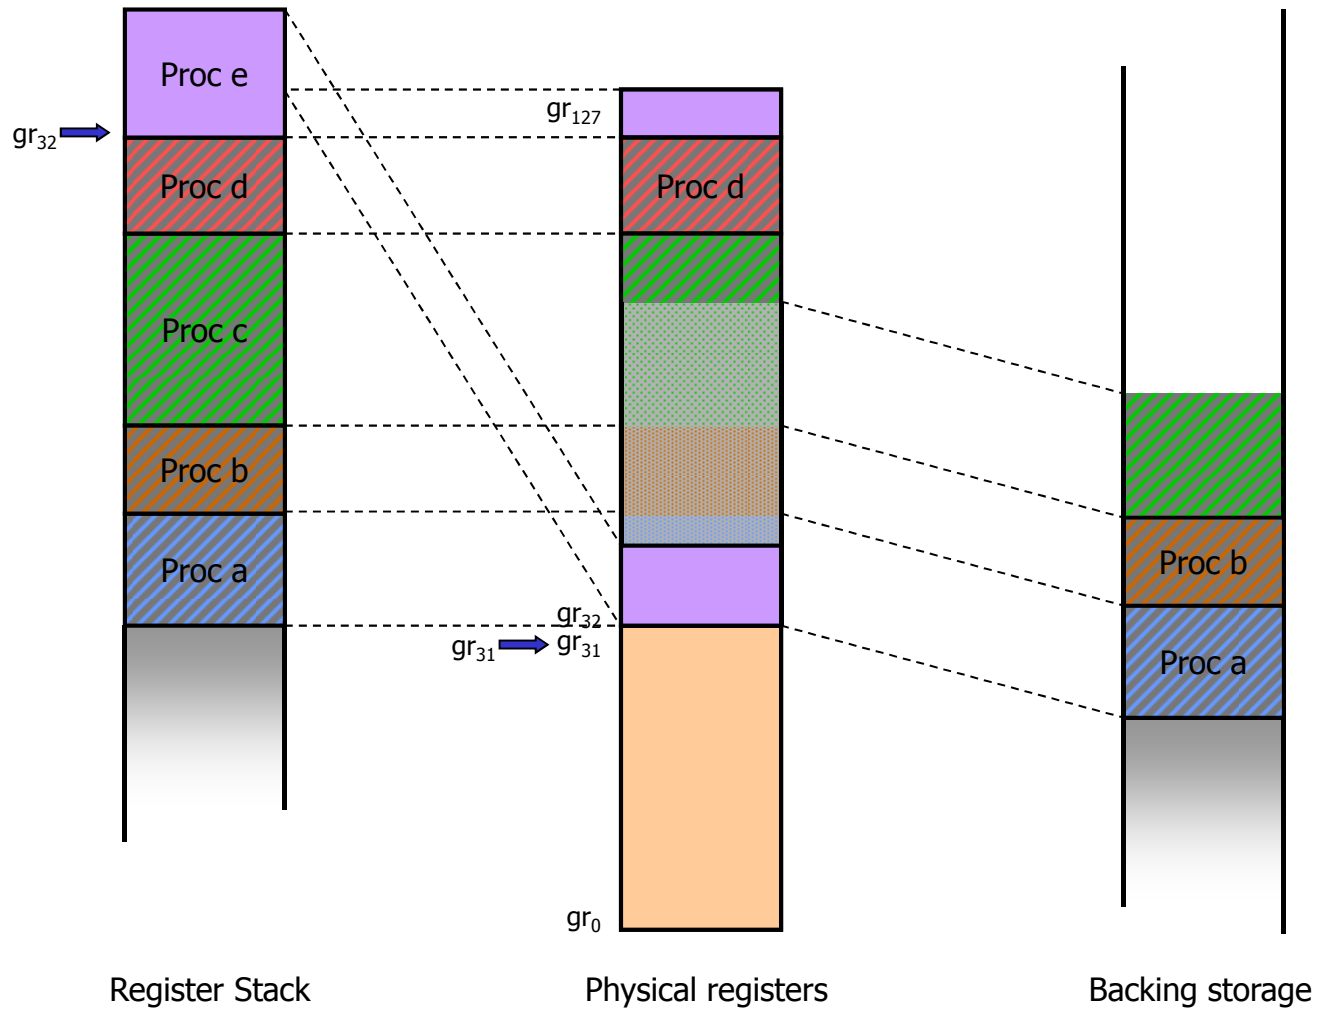 Proc e
gr32
Proc d
Proc c
Proc b
Proc a
Register Stack
gr127
Proc d
gr32
gr31
gr31
gr0
Physical registers
Proc b
Proc a
Backing storage